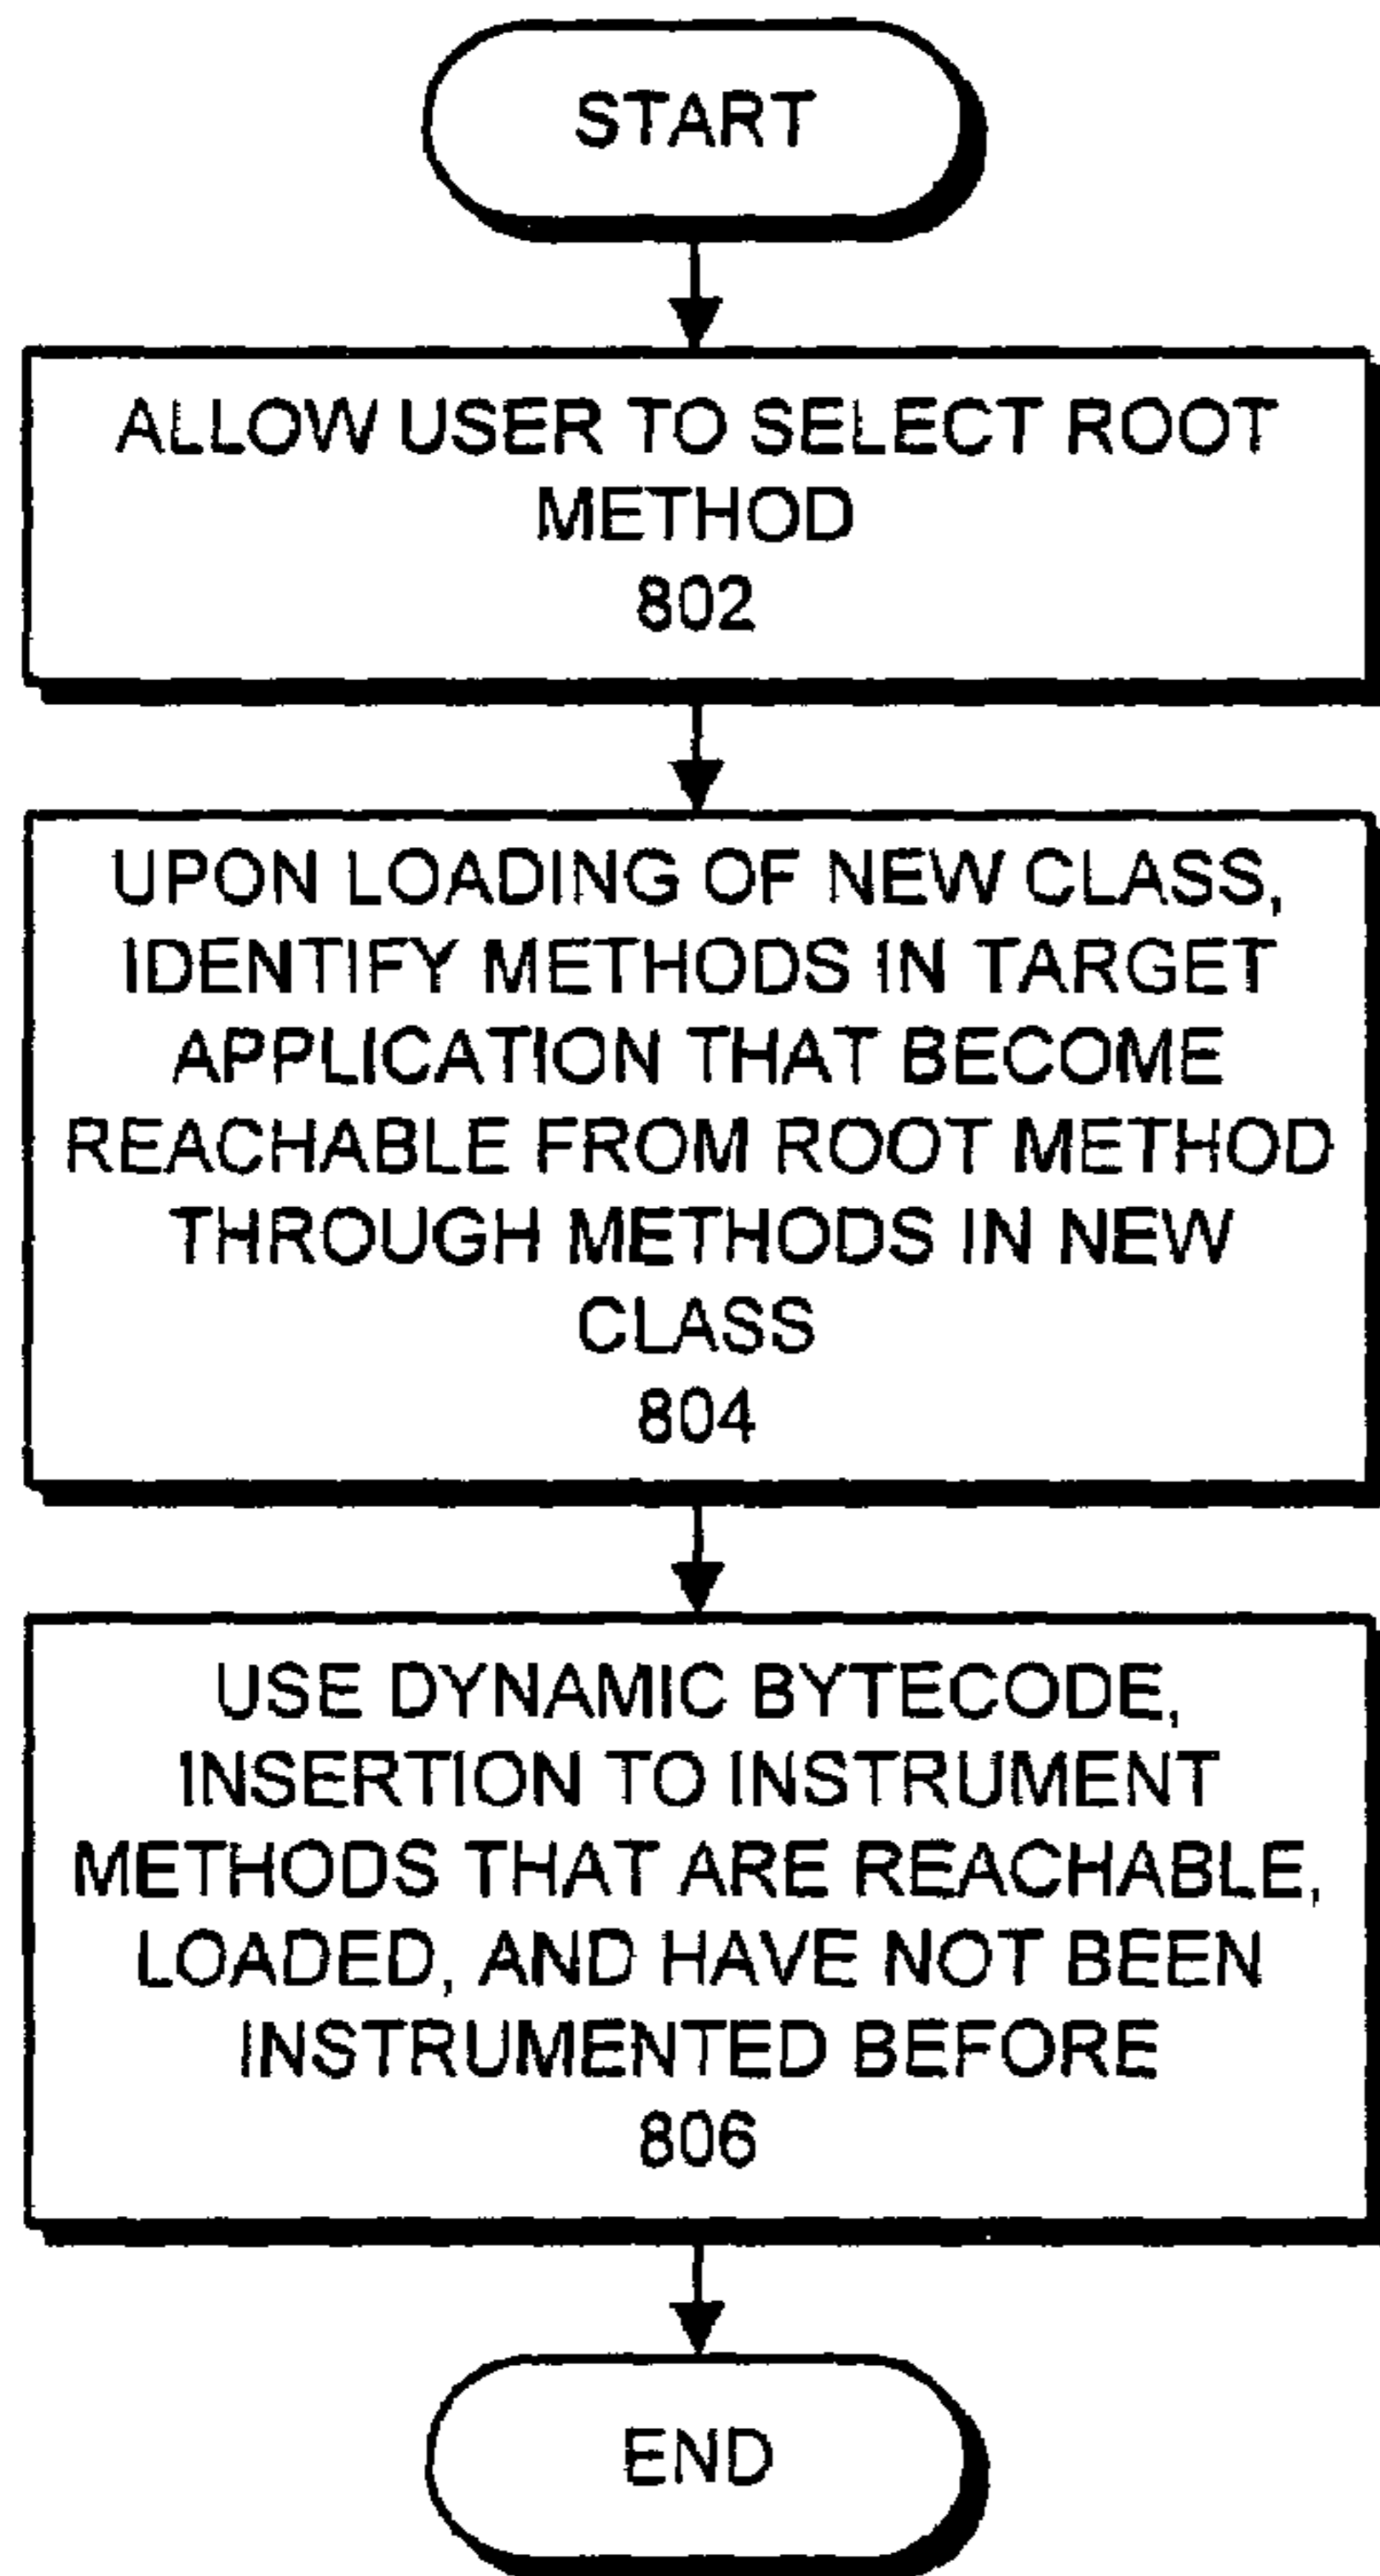 START
ALLOW USER TO SELECT ROOT
METHOD
802
UPON LOADING OF NEW CLASS,
IDENTIFY METHODS IN TARGET
APPLICATION THAT BECOME
REACHABLE FROM ROOT METHOD
THROUGH METHODS IN NEW
CLASS
804
USE DYNAMIC BYTECODE,
INSERTION TO INSTRUMENT
METHODS THAT ARE REACHABLE,
LOADED, AND HAVE NOT BEEN
INSTRUMENTED BEFORE
806
END